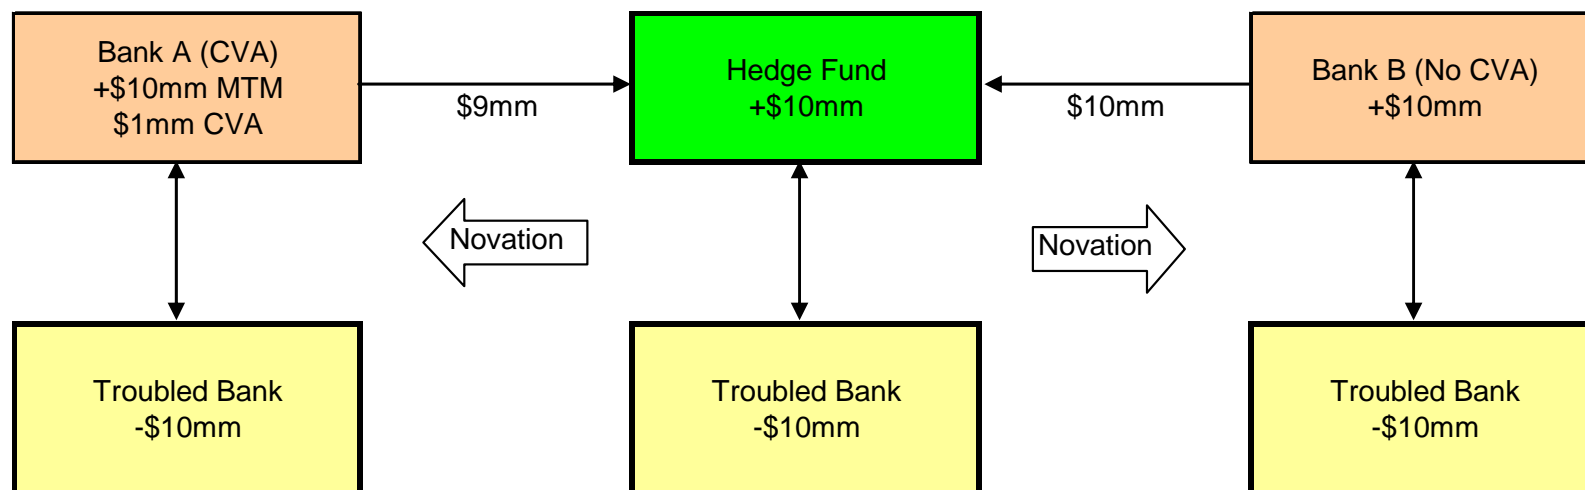 Bank A (CVA)
+$10mm MTM
$1mm CVA
$9mm
Hedge Fund
+$10mm
$10mm
Bank B (No CVA)
+$10mm
Novation
Novation
Troubled Bank
-$10mm
Troubled Bank
-$10mm
Troubled Bank
-$10mm